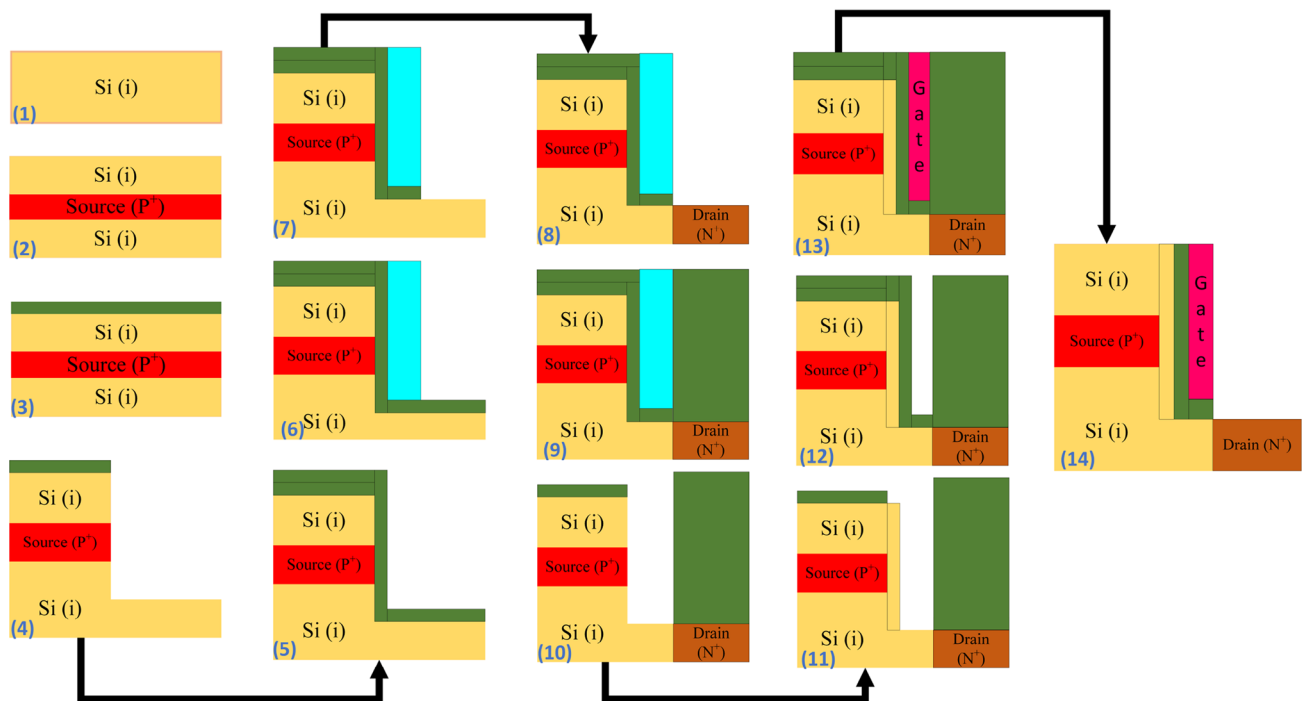 Si (i)
(1)
Si (i)
Source (P⁺)
Si (i)
(2)
Si (i)
Source (P⁺)
Si (i)
(3)
Si (i)
Source (P⁺)
Si (i)
(4)
Si (i)
Source (P⁺)
Si (i)
(5)
Si (i)
Source (P⁺)
Si (i)
(6)
Si (i)
Source (P⁺)
Si (i)
(7)
Si (i)
Source (P⁺)
Si (i)
Drain
(N⁺)
(8)
Si (i)
Source (P⁺)
Si (i)
Drain
(N⁺)
(9)
Si (i)
Source (P⁺)
Si (i)
Drain
(N⁺)
(10)
Si (i)
Source (P⁺)
Si (i)
Drain
(N⁺)
(11)
Si (i)
Source (P⁺)
Si (i)
Drain
(N⁺)
(12)
Si (i)
Gate
Source (P⁺)
Si (i)
Drain
(N⁺)
(13)
Si (i)
Gate
Source (P⁺)
Si (i)
Drain (N⁺)
(14)